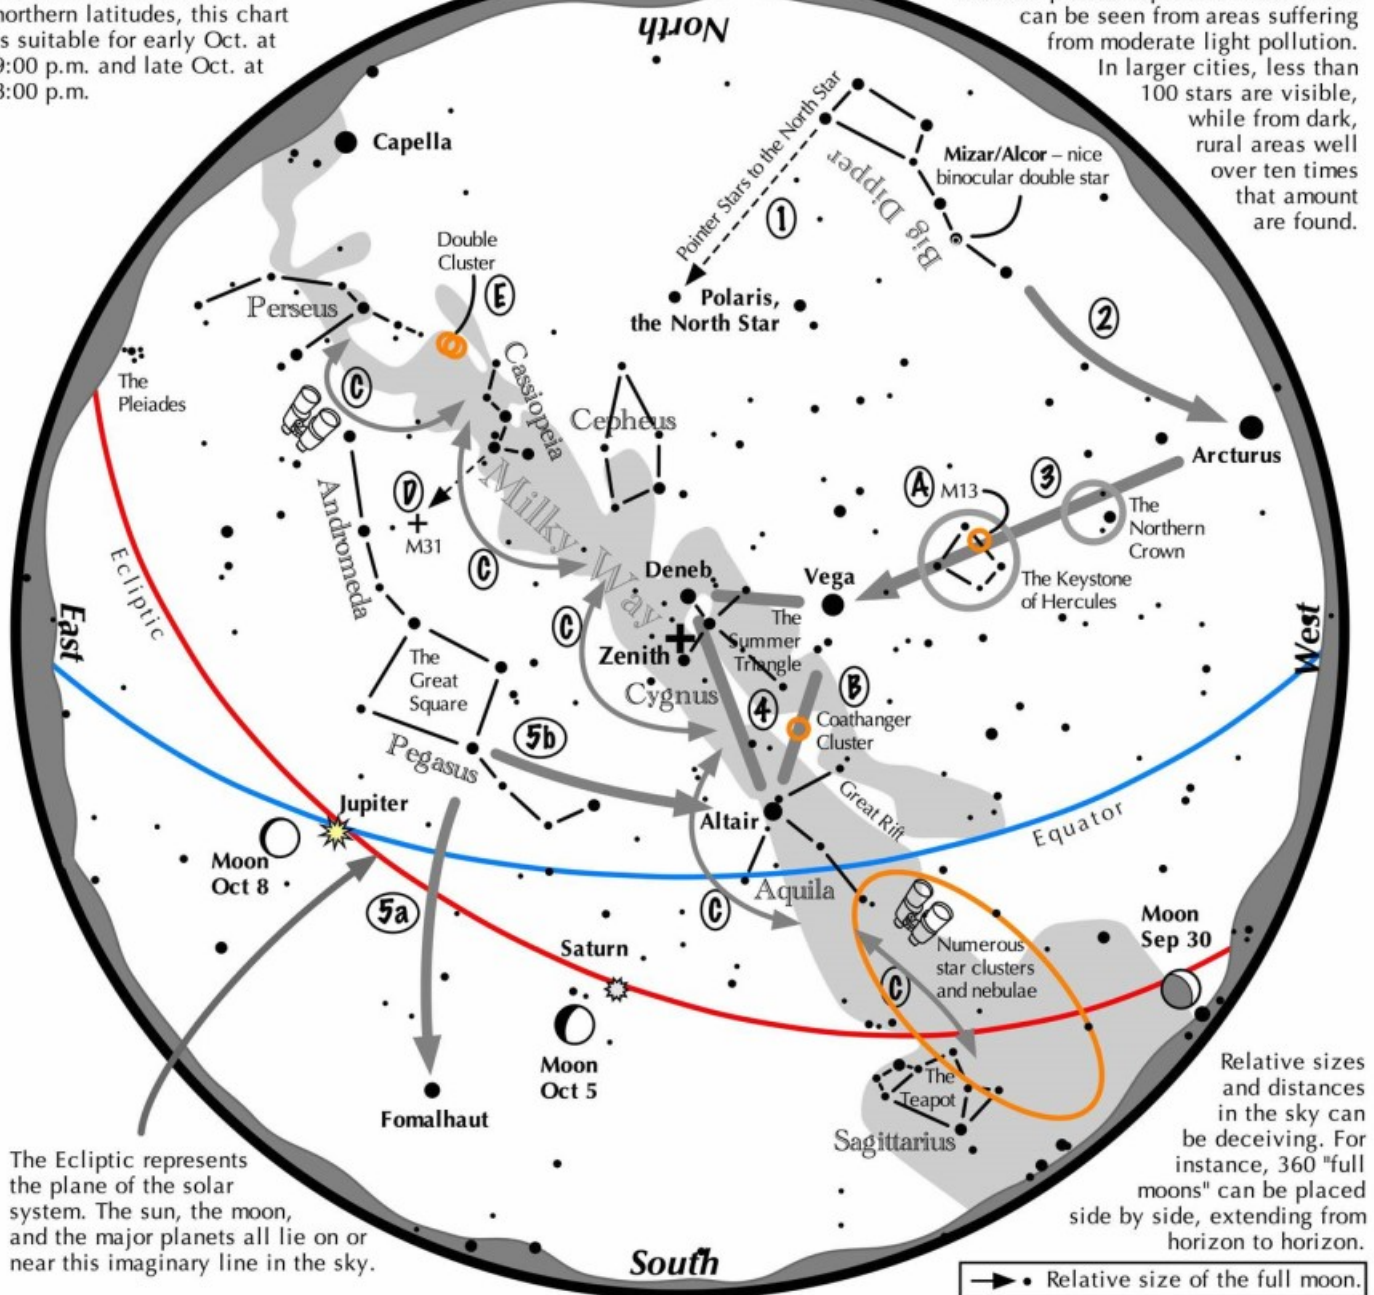 northern latitudes, this chart
s suitable for early Oct. at
9:00 p.m. and late Oct. at
8:00 p.m.
can be seen from areas suffering
from moderate light pollution.
In larger cities, less than
100 stars are visible,
while from dark,
rural areas well
over ten times
that amount
are found.
North
Capella
Pointer Stars to the North Star
1
Big Dipper
Mizar/Alcor – nice
binocular double star
Double
Cluster
E
Perseus
Polaris,
the North Star
2
The
Pleiades
C
Cassiopeia
Cepheus
Arcturus
Andromeda
D
M31
Milky Way
A
M13
3
The
Northern
Crown
The Keystone
of Hercules
Ecliptic
C
Deneb
Vega
East
West
C
Zenith
The
Summer
Triangle
Cygnus
The
Great
Square
Pegasus
5b
4
B
Coathanger
Cluster
Jupiter
Altair
Great Rift
Equator
Moon
Oct 8
5a
Aquila
C
Saturn
Moon
Sep 30
Numerous
star clusters
and nebulae
C
Moon
Oct 5
Fomalhaut
The
Teapot
Sagittarius
The Ecliptic represents
the plane of the solar
system. The sun, the moon,
and the major planets all lie on or
near this imaginary line in the sky.
Relative sizes
and distances
in the sky can
be deceiving. For
instance, 360 "full
moons" can be placed
side by side, extending from
horizon to horizon.
South
Relative size of the full moon.